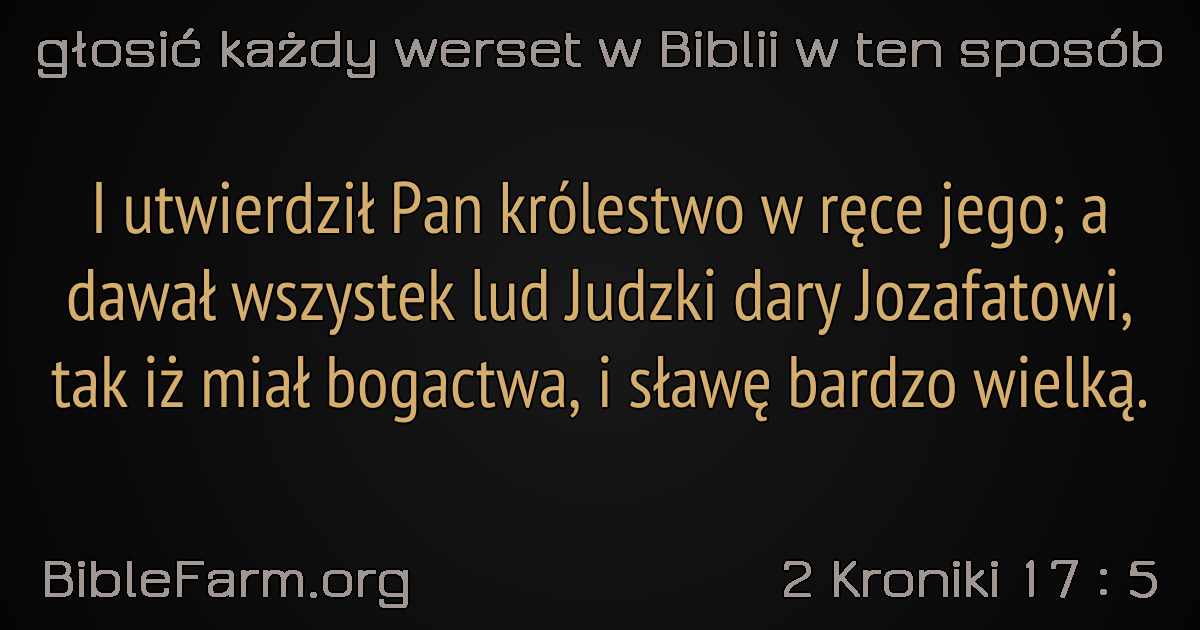 głosić każdy werset w Biblii w ten sposób
I utwierdził Pan królestwo w ręce jego; a
dawał wszystek lud Judzki dary Jozafatowi,
tak iż miał bogactwa, i sławę bardzo wielką.
BibleFarm.org
2 Kroniki 17 : 5